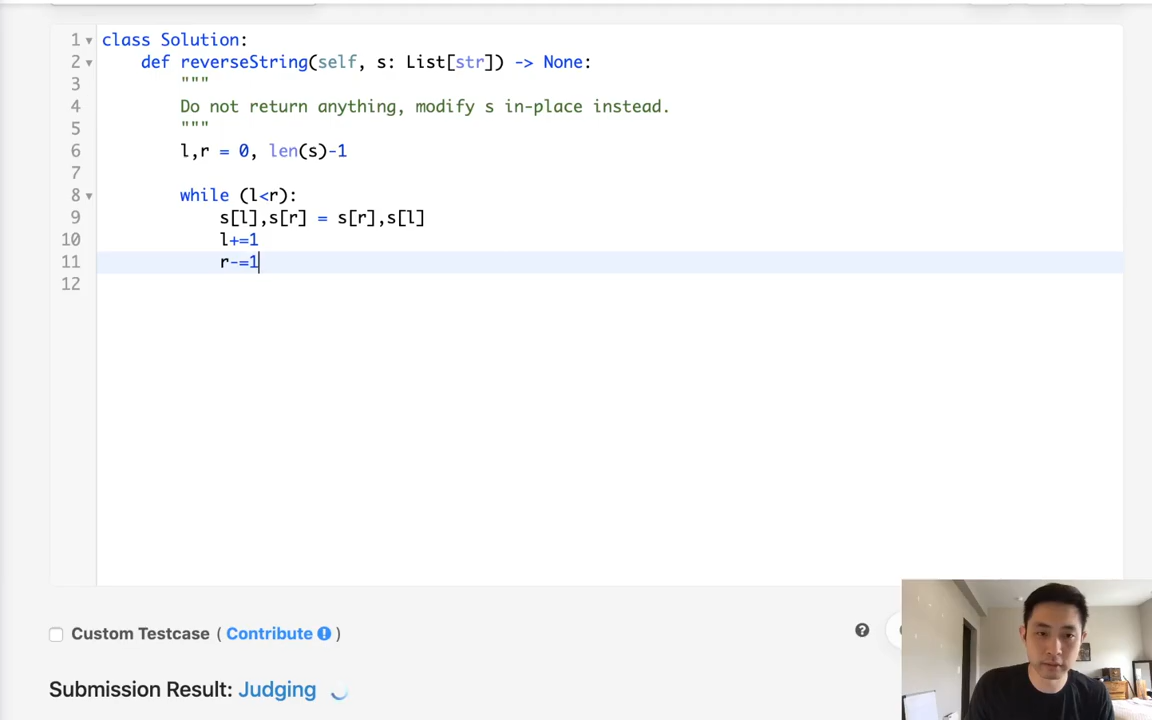 1 class Solution:
2 def reverseString(self, s: List[str]) -> None:
3 """
4 Do not return anything, modify s in-place instead.
5 """
6 l,r = 0, len(s)-1
7
8 while (l<r):
9 s[l],s[r] = s[r],s[l]
10 l+=1
11 r-=1
12
Custom Testcase ( Contribute )
Submission Result: Judging